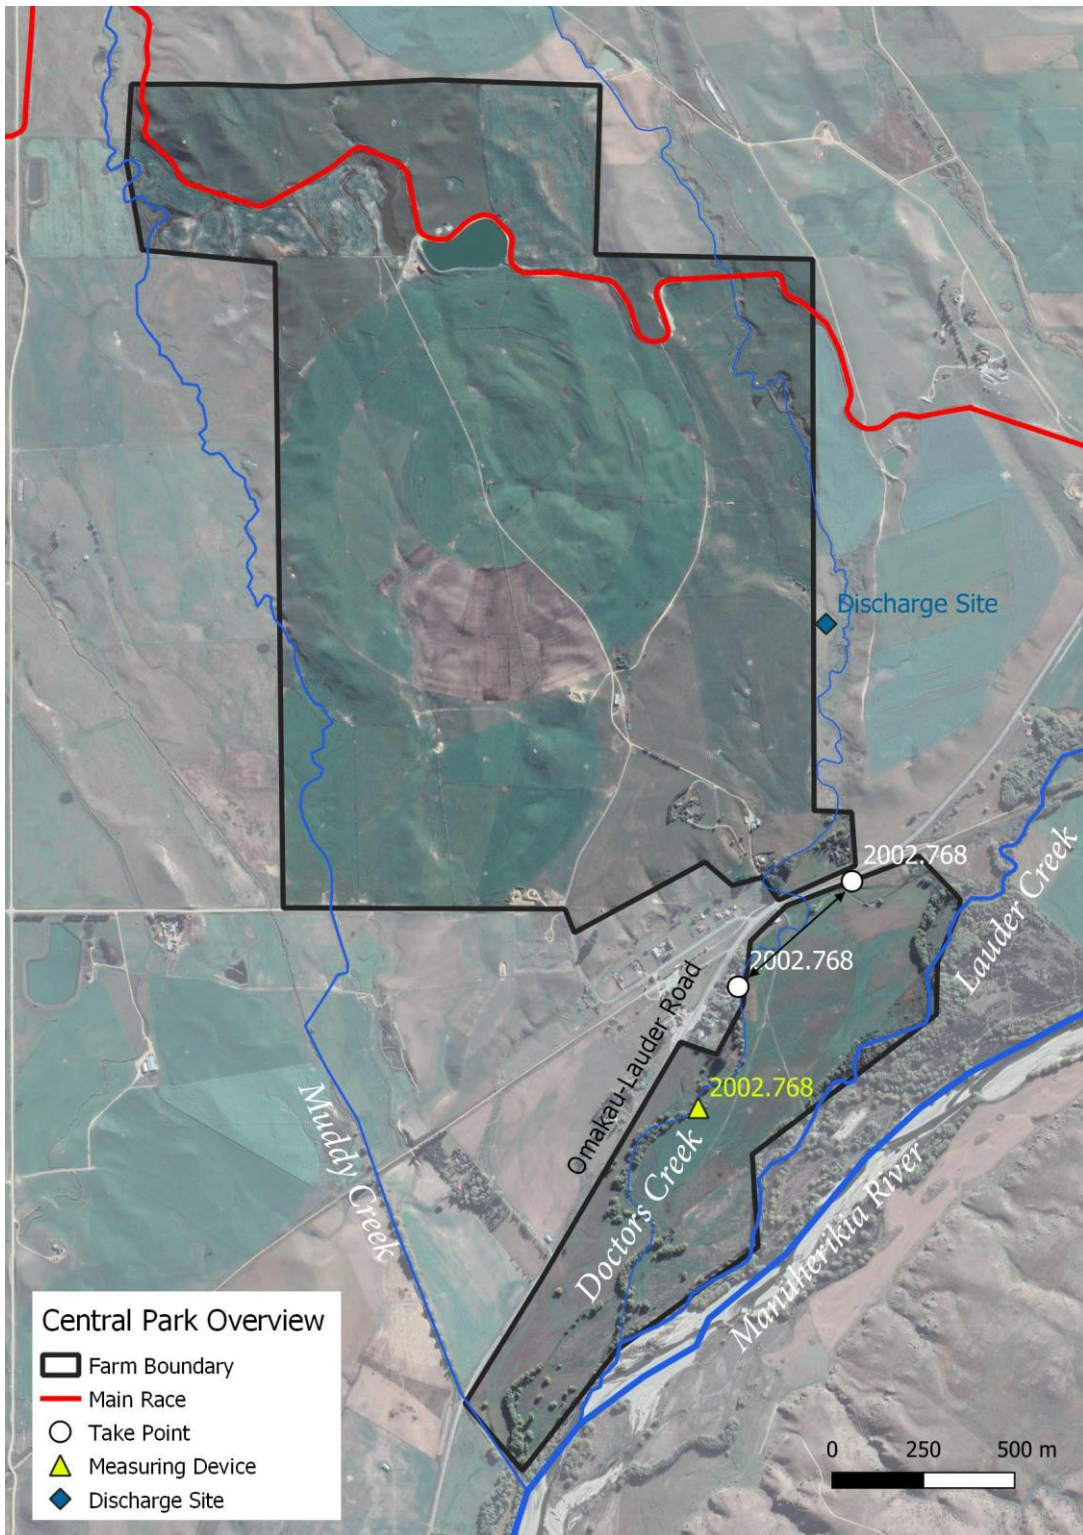 Discharge Site
2002.768
Lauder Creek
2002.768
Omakau-Lauder Road
2002.768
Muddy Creek
Doctors Creek
Manuherikia River
Central Park Overview
Farm Boundary
Main Race
Take Point
Measuring Device
Discharge Site
0 250 500 m